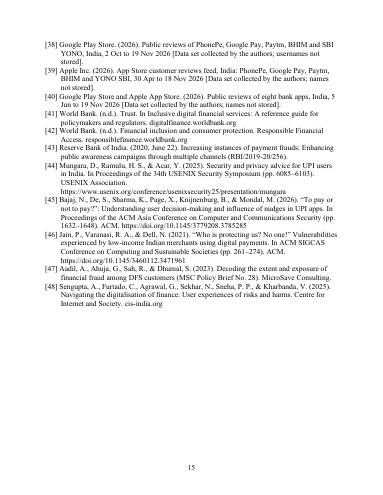 [38] Google Play Store. (2026). Public reviews of PhonePe, Google Pay, Paytm, BHIM and SBI
YONO, India, 2 Oct to 19 Nov 2026 [Data set collected by the authors; usernames not
stored].
[39] Apple Inc. (2026). App Store customer reviews feed, India: PhonePe, Google Pay, Paytm,
BHIM and YONO SBI, 30 Apr to 18 Nov 2026 [Data set collected by the authors; names
not stored].
[40] Google Play Store and Apple App Store. (2026). Public reviews of eight bank apps, India, 5
Jun to 19 Nov 2026 [Data set collected by the authors; names not stored].
[41] World Bank. (n.d.). Trust. In Inclusive digital financial services: A reference guide for
policymakers and regulators. digitalfinance.worldbank.org
[42] World Bank. (n.d.). Financial inclusion and consumer protection. Responsible Financial
Access. responsiblefinance.worldbank.org
[43] Reserve Bank of India. (2020, June 22). Increasing instances of payment frauds: Enhancing
public awareness campaigns through multiple channels (RBI/2019-20/256).
[44] Mungara, D., Ramulu, H. S., & Acar, Y. (2025). Security and privacy advice for UPI users
in India. In Proceedings of the 34th USENIX Security Symposium (pp. 6085–6103).
USENIX Association.
https://www.usenix.org/conference/usenixsecurity25/presentation/mungara
[45] Bajaj, N., De, S., Sharma, K., Page, X., Knijnenburg, B., & Mondal, M. (2026). “To pay or
not to pay?”: Understanding user decision-making and influence of nudges in UPI apps. In
Proceedings of the ACM Asia Conference on Computer and Communications Security (pp.
1632–1648). ACM. https://doi.org/10.1145/3779208.3785285
[46] Jain, P., Varanasi, R. A., & Dell, N. (2021). “Who is protecting us? No one!” Vulnerabilities
experienced by low-income Indian merchants using digital payments. In ACM SIGCAS
Conference on Computing and Sustainable Societies (pp. 261–274). ACM.
https://doi.org/10.1145/3460112.3471961
[47] Aadil, A., Ahuja, G., Sah, R., & Dhumal, S. (2023). Decoding the extent and exposure of
financial fraud among DFS customers (MSC Policy Brief No. 28). MicroSave Consulting.
[48] Sengupta, A., Furtado, C., Agrawal, G., Sekhar, N., Sneha, P. P., & Kharbanda, V. (2025).
Navigating the digitalisation of finance: User experiences of risks and harms. Centre for
Internet and Society. cis-india.org
15